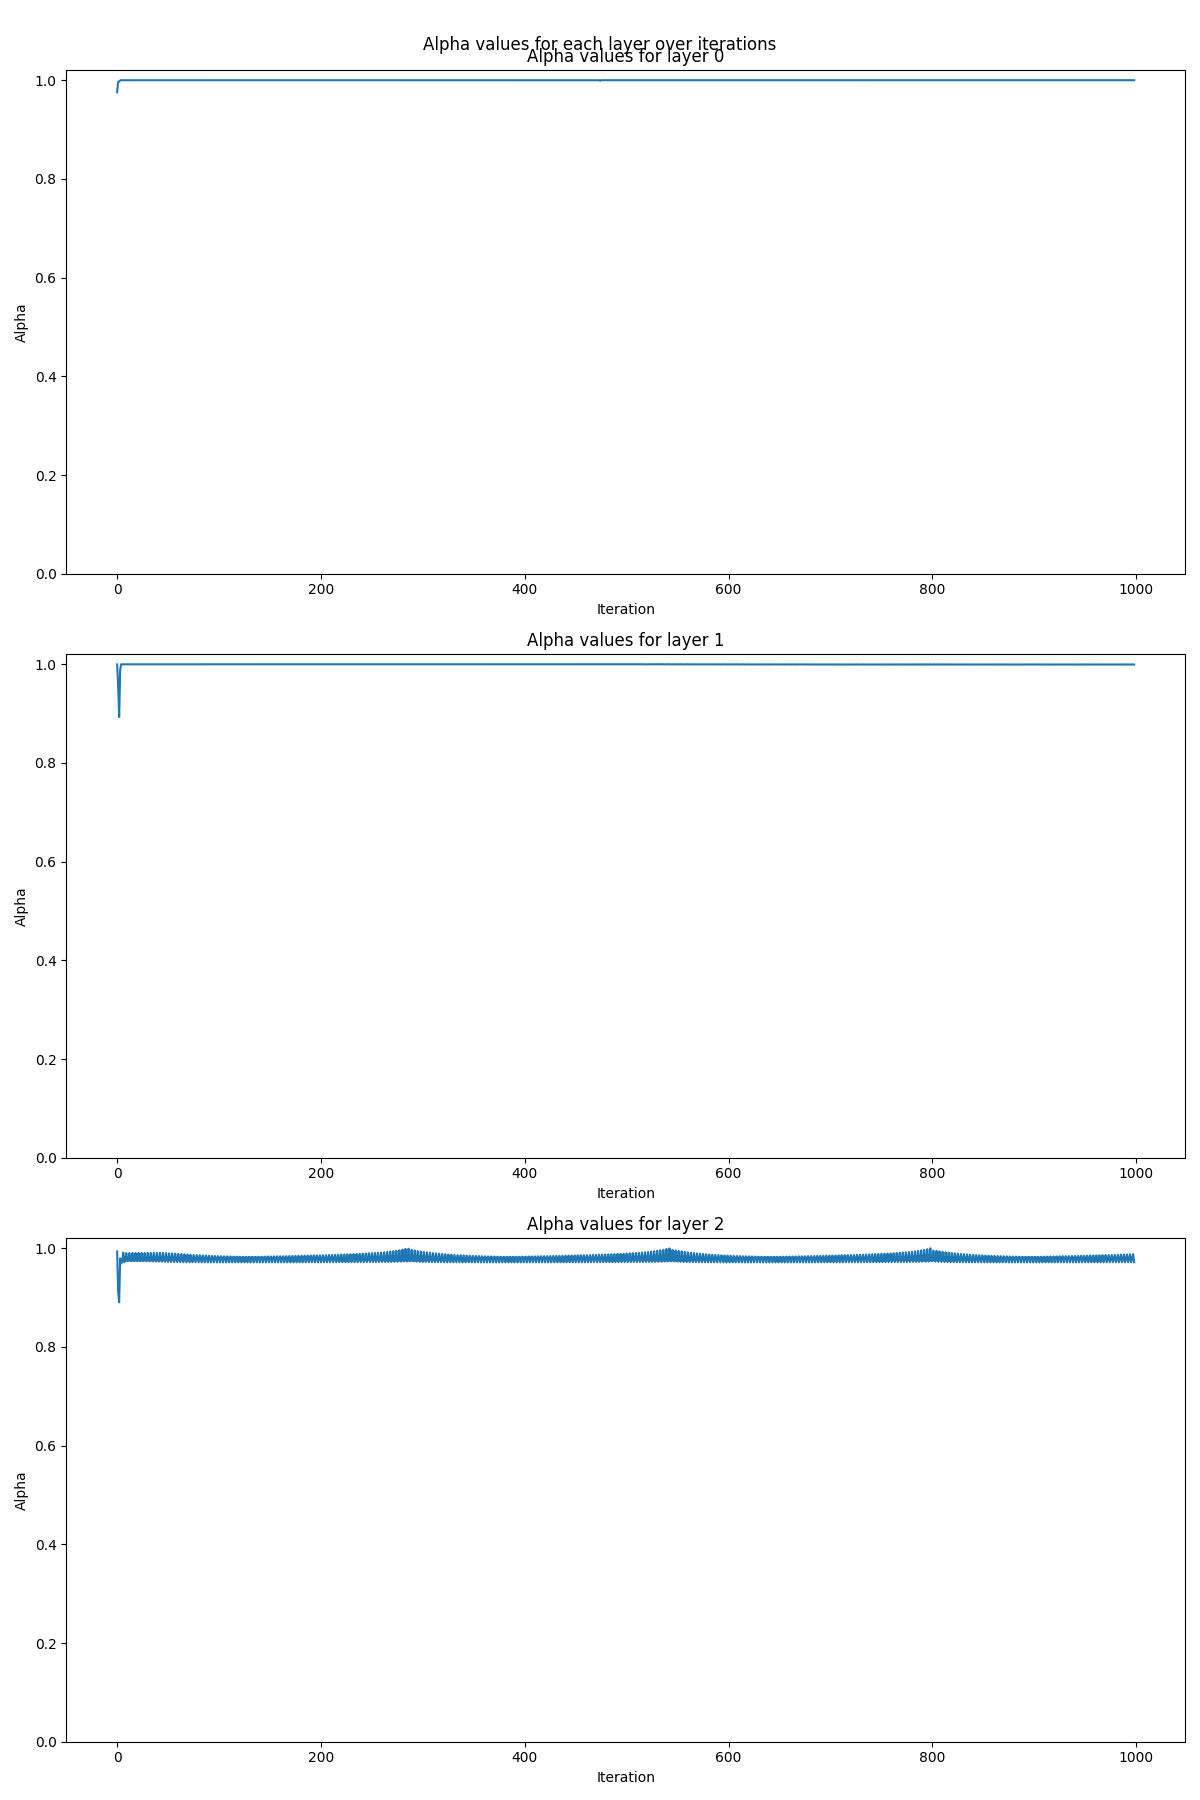 Alpha values for each layer over iterations
Alpha values for layer 0
1.0
0.8
0.6
0.4
0.2
0.0
Alpha
0 200 400 600 800 1000
Iteration
Alpha values for layer 1
1.0
0.8
0.6
0.4
0.2
0.0
Alpha
0 200 400 600 800 1000
Iteration
Alpha values for layer 2
1.0
0.8
0.6
0.4
0.2
0.0
Alpha
0 200 400 600 800 1000
Iteration